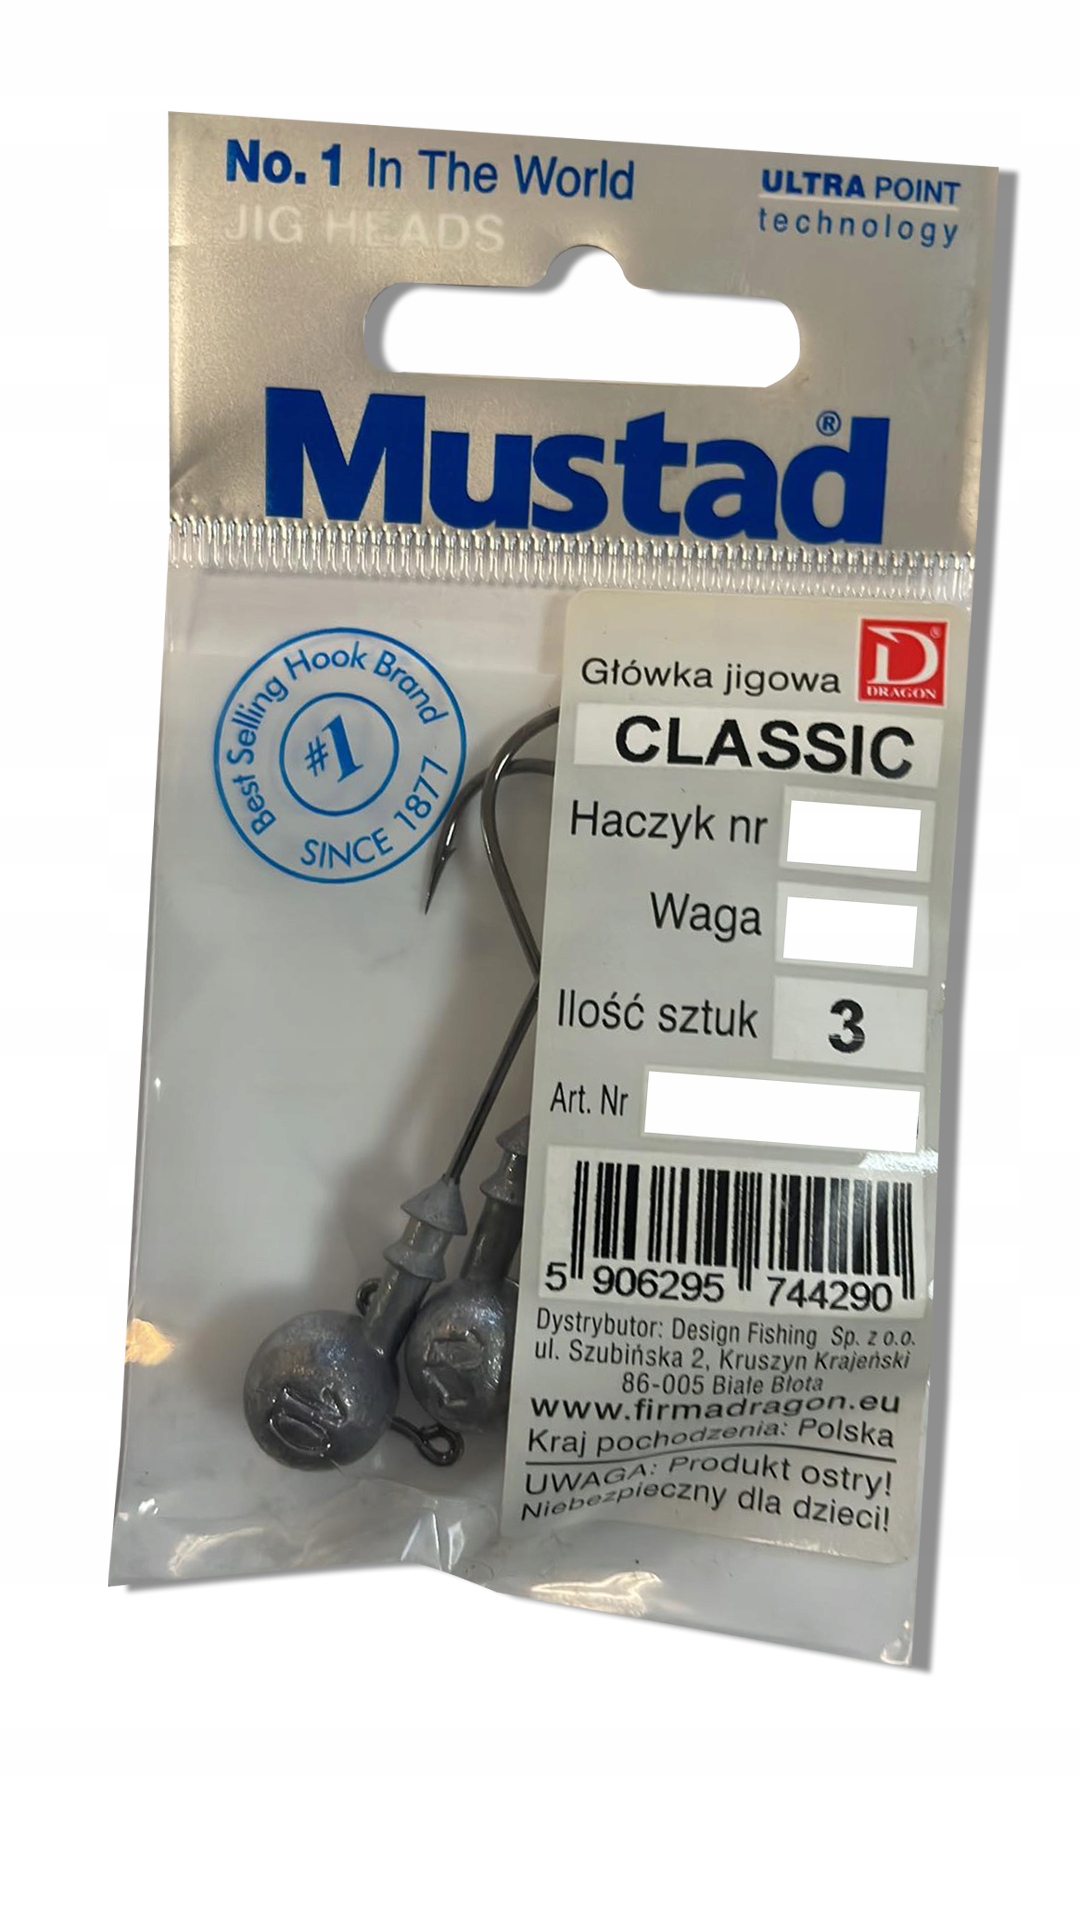 No. 1 In The World
JIG HEADS
ULTRA POINT
technology
Mustad®
Best Selling Hook Brand
#1
SINCE 1877
Główka jigowa
D®
DRAGON
CLASSIC
Haczyk nr
Waga
Ilość sztuk 3
Art. Nr
5 906295 744290
Dystrybutor: Design Fishing Sp. z o.o.
ul. Szubińska 2, Kruszyn Krajeński
86-005 Białe Błota
www.firmadragon.eu
Kraj pochodzenia: Polska
UWAGA: Produkt ostry!
Niebezpieczny dla dzieci!
10